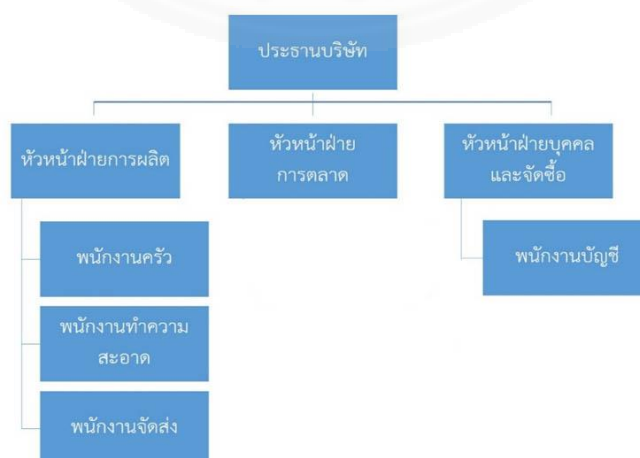 ประธานบริษัท
หัวหน้าฝ่ายการผลิต
หัวหน้าฝ่าย
การตลาด
หัวหน้าฝ่ายบุคคล
และจัดซื้อ
พนักงานครัว
พนักงานบัญชี
พนักงานทำความ
สะอาด
พนักงานจัดส่ง